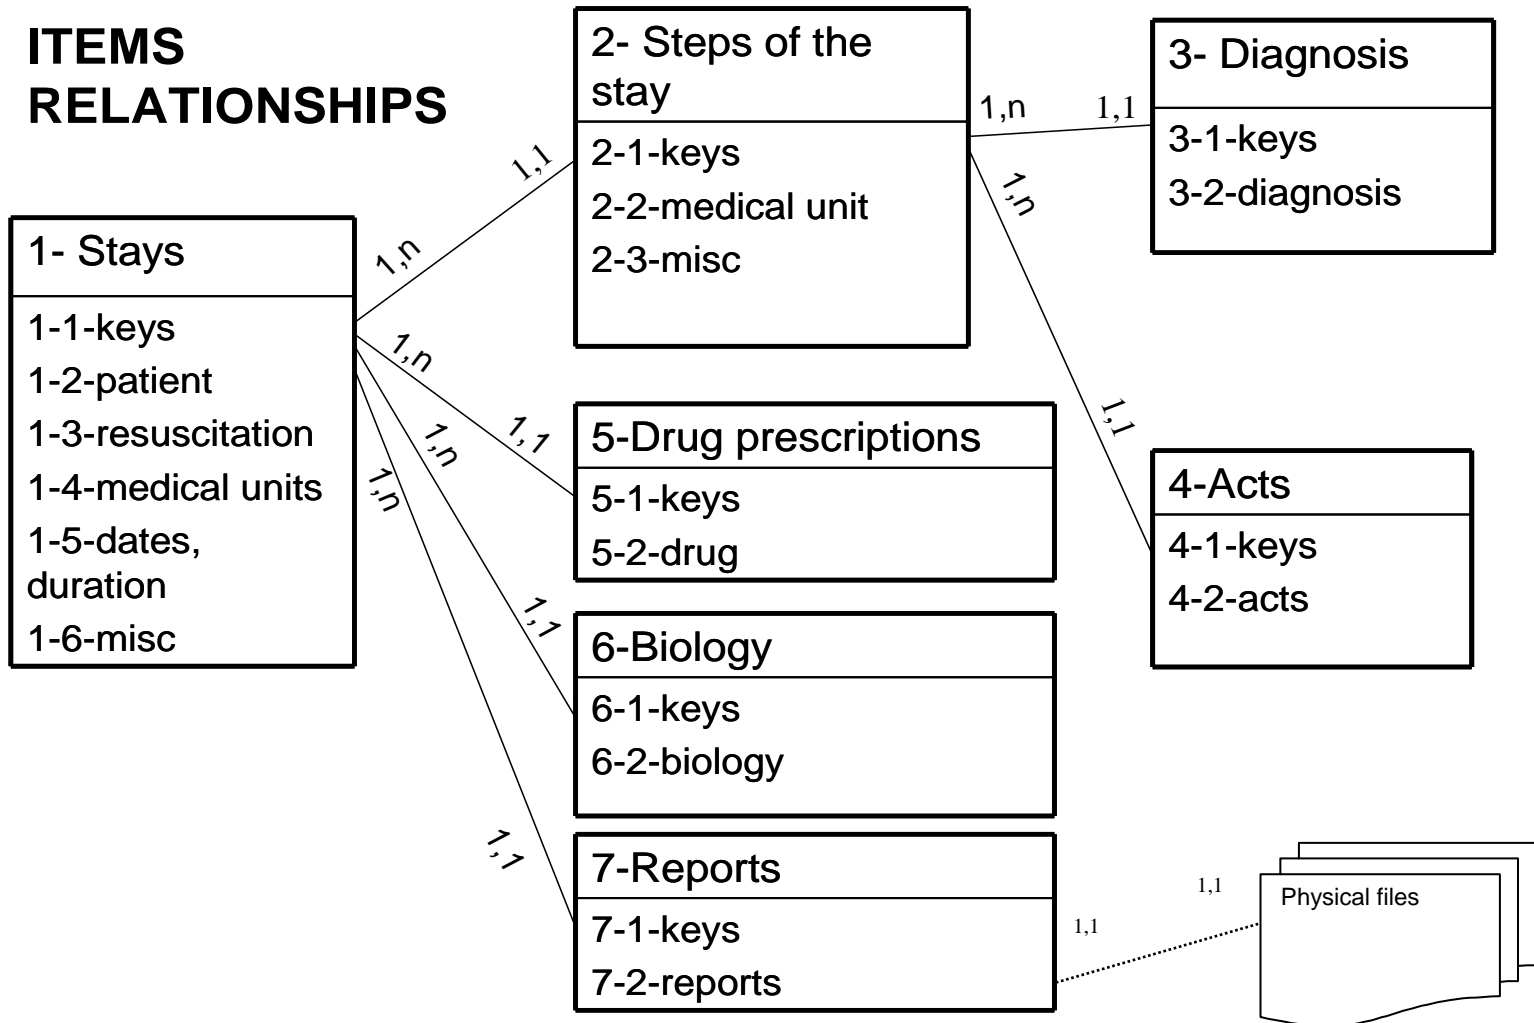 ITEMS
RELATIONSHIPS
1- Stays
1-1-keys
1-2-patient
1-3-resuscitation
1-4-medical units
1-5-dates,
duration
1-6-misc
1,n
1,1
1,n
1,1
1,n
1,1
1,n
1,1
2- Steps of the
stay
2-1-keys
2-2-medical unit
2-3-misc
1,n
1,1
1,n
1,1
3- Diagnosis
3-1-keys
3-2-diagnosis
4-Acts
4-1-keys
4-2-acts
5-Drug prescriptions
5-1-keys
5-2-drug
6-Biology
6-1-keys
6-2-biology
7-Reports
7-1-keys
7-2-reports
1,1
1,1
Physical files